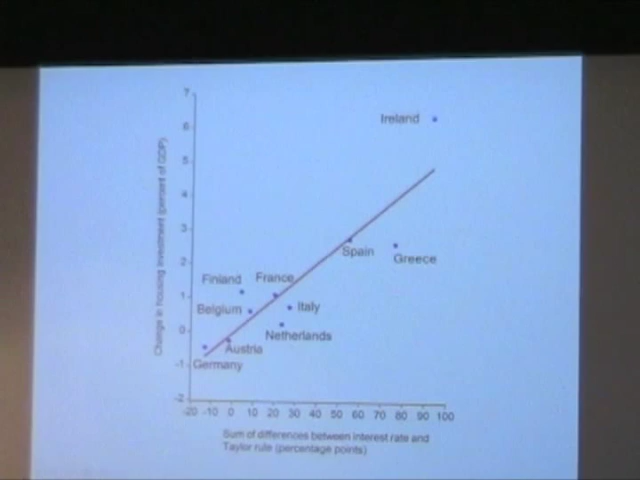 7
6
5
4
3
2
1
0
-1
-2
Change in housing investment (percent of GDP)
Ireland
Spain
Greece
Finland
France
Belgium
Italy
Netherlands
Austria
Germany
-20 -10 0 10 20 30 40 50 60 70 80 90 100
Sum of differences between interest rate and
Taylor rule (percentage points)